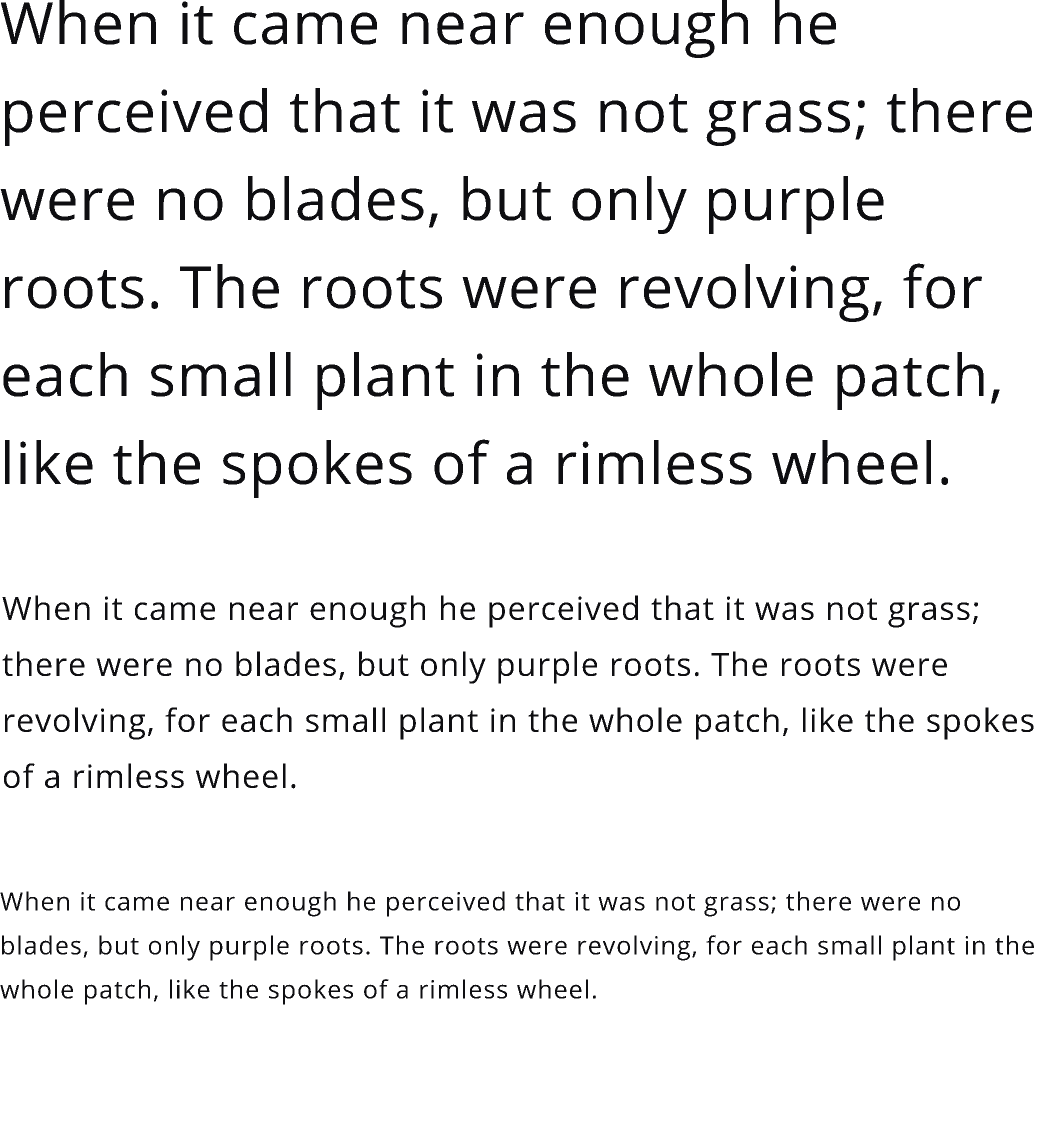 When it came near enough he
perceived that it was not grass; there
were no blades, but only purple
roots. The roots were revolving, for
each small plant in the whole patch,
like the spokes of a rimless wheel.
When it came near enough he perceived that it was not grass;
there were no blades, but only purple roots. The roots were
revolving, for each small plant in the whole patch, like the spokes
of a rimless wheel.
When it came near enough he perceived that it was not grass; there were no
blades, but only purple roots. The roots were revolving, for each small plant in the
whole patch, like the spokes of a rimless wheel.